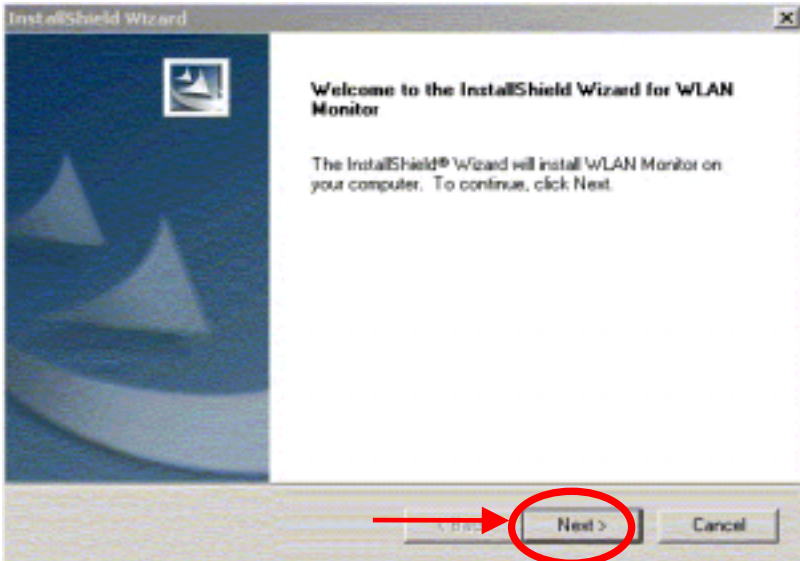 InstallShield Wizard
Welcome to the InstallShield Wizard for WLAN
Monitor
The InstallShield® Wizard will install WLAN Monitor on
your computer. To continue, click Next.
Next >
Cancel